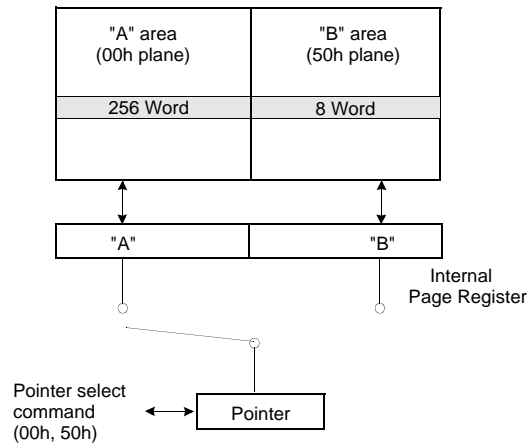 "A" area
(00h plane)
"B" area
(50h plane)
256 Word
8 Word
"A"
"B"
Internal
Page Register
Pointer select
command
(00h, 50h)
Pointer